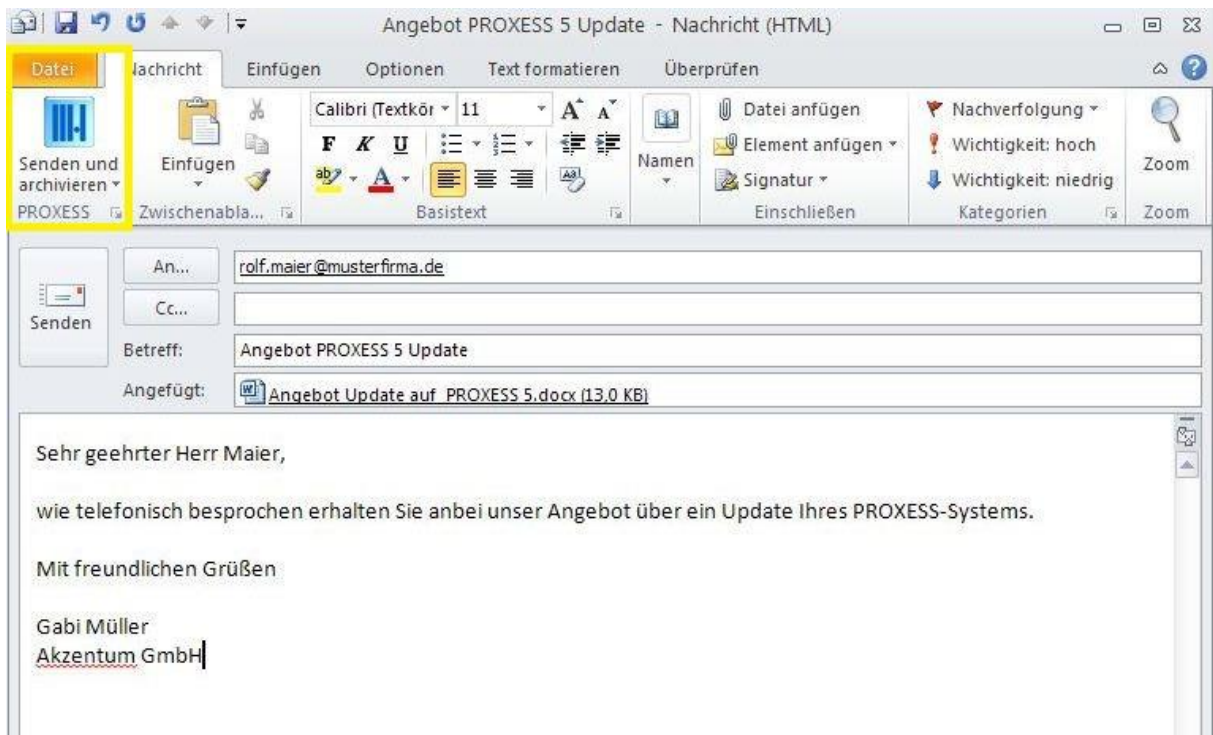 Angebot PROXESS 5 Update - Nachricht (HTML)
Datei Nachricht Einfügen Optionen Text formatieren Überprüfen
Calibri (Textkör 11 A A Datei anfügen Nachverfolgung
F K U Element anfügen Wichtigkeit: hoch
Senden und archivieren Einfügen ab A Aa Namen Signatur Wichtigkeit: niedrig Zoom
PROXESS Zwischenabla... Basistext Einschließen Kategorien Zoom
An... rolf.maier@musterfirma.de
Cc...
Senden
Betreff: Angebot PROXESS 5 Update
Angefügt: Angebot Update auf PROXESS 5.docx (13,0 KB)
Sehr geehrter Herr Maier,
wie telefonisch besprochen erhalten Sie anbei unser Angebot über ein Update Ihres PROXESS-Systems.
Mit freundlichen Grüßen
Gabi Müller
Akzentum GmbH